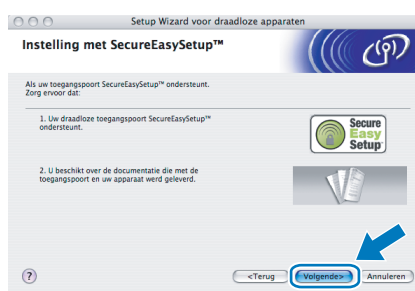 Setup Wizard voor draadloze apparaten
Instelling met SecureEasySetup™
Als uw toegangspoort SecureEasySetup™ ondersteunt.
Zorg ervoor dat:
1. Uw draadloze toegangspoort SecureEasySetup™
ondersteunt.
Secure
Easy
Setup
2. U beschikt over de documentatie die met de
toegangspoort en uw apparaat werd geleverd.
?
<Terug
Volgende>
Annuleren